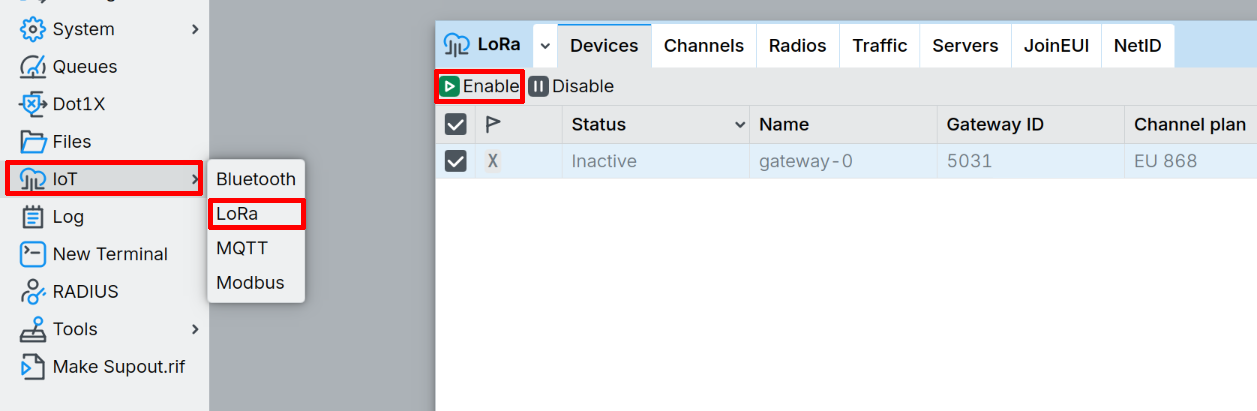 System
Queues
Dot1X
Files
IoT
Log
New Terminal
RADIUS
Tools
Make Supout.rif
Bluetooth
LoRa
MQTT
Modbus
LoRa Devices Channels Radios Traffic Servers JoinEUI NetID
Enable Disable
Status Name Gateway ID Channel plan
X Inactive gateway-0 5031 EU 868